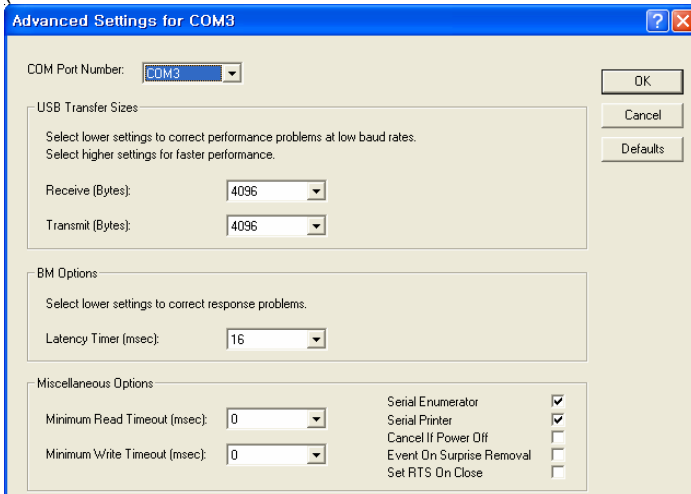 Advanced Settings for COM3
COM Port Number: COM3
OK
Cancel
Defaults
USB Transfer Sizes
Select lower settings to correct performance problems at low baud rates.
Select higher settings for faster performance.
Receive (Bytes): 4096
Transmit (Bytes): 4096
BM Options
Select lower settings to correct response problems.
Latency Timer (msec): 16
Miscellaneous Options
Minimum Read Timeout (msec): 0
Minimum Write Timeout (msec): 0
Serial Enumerator
Serial Printer
Cancel If Power Off
Event On Surprise Removal
Set RTS On Close